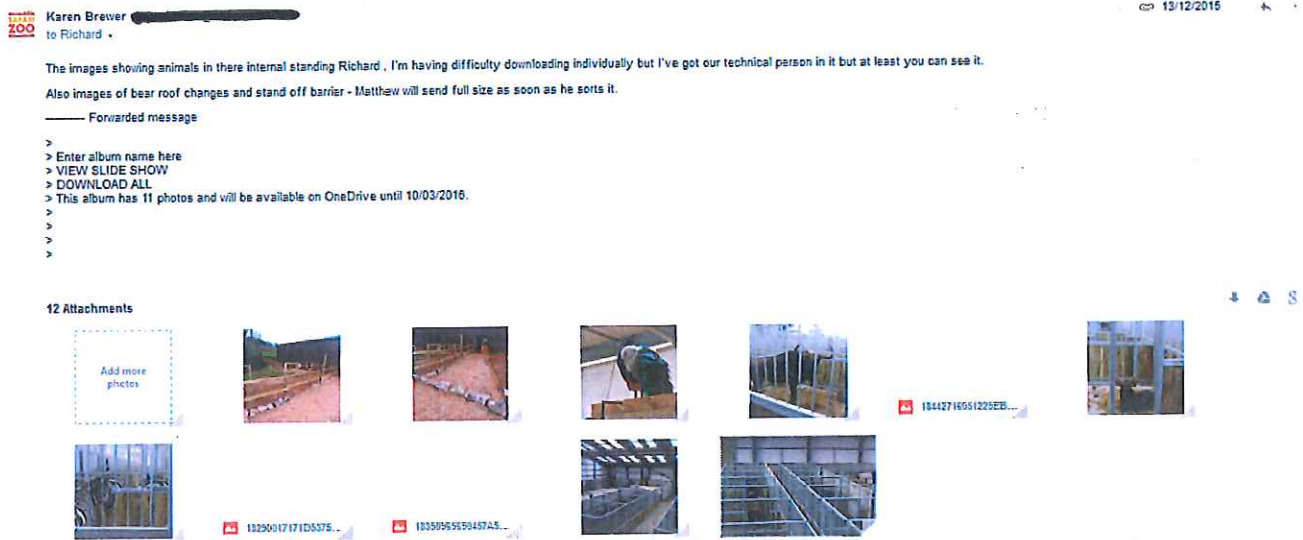 ZOO
Karen Brewer
13/12/2015
to Richard
The images showing animals in there internal standing Richard , I'm having difficulty downloading individually but I've got our technical person in it but at least you can see it.
Also images of bear roof changes and stand off barrier - Matthew will send full size as soon as he sorts it.
---------- Forwarded message
>
> Enter album name here
> VIEW SLIDE SHOW
> DOWNLOAD ALL
> This album has 11 photos and will be available on OneDrive until 10/03/2016.
>
>
>
>
12 Attachments
Add more
photos